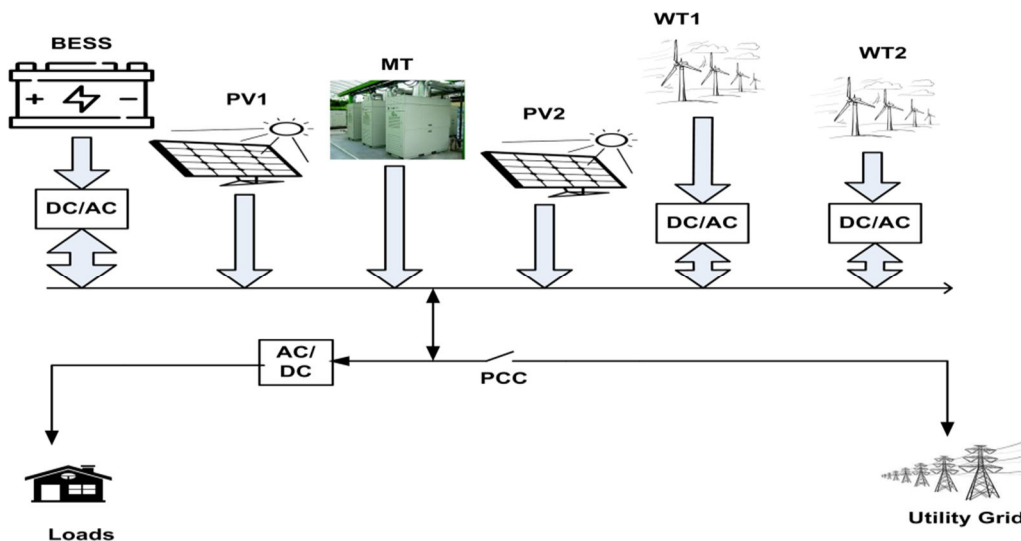 BESS
PV1
MT
PV2
WT1
WT2
DC/AC
DC/AC
DC/AC
AC/
DC
PCC
Loads
Utility Grid